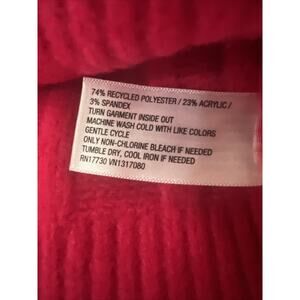 74% RECYCLED POLYESTER / 23% ACRYLIC /
3% SPANDEX
TURN GARMENT INSIDE OUT
MACHINE WASH COLD WITH LIKE COLORS
GENTLE CYCLE
ONLY NON-CHLORINE BLEACH IF NEEDED
TUMBLE DRY, COOL IRON IF NEEDED
RN17730 VN1317080